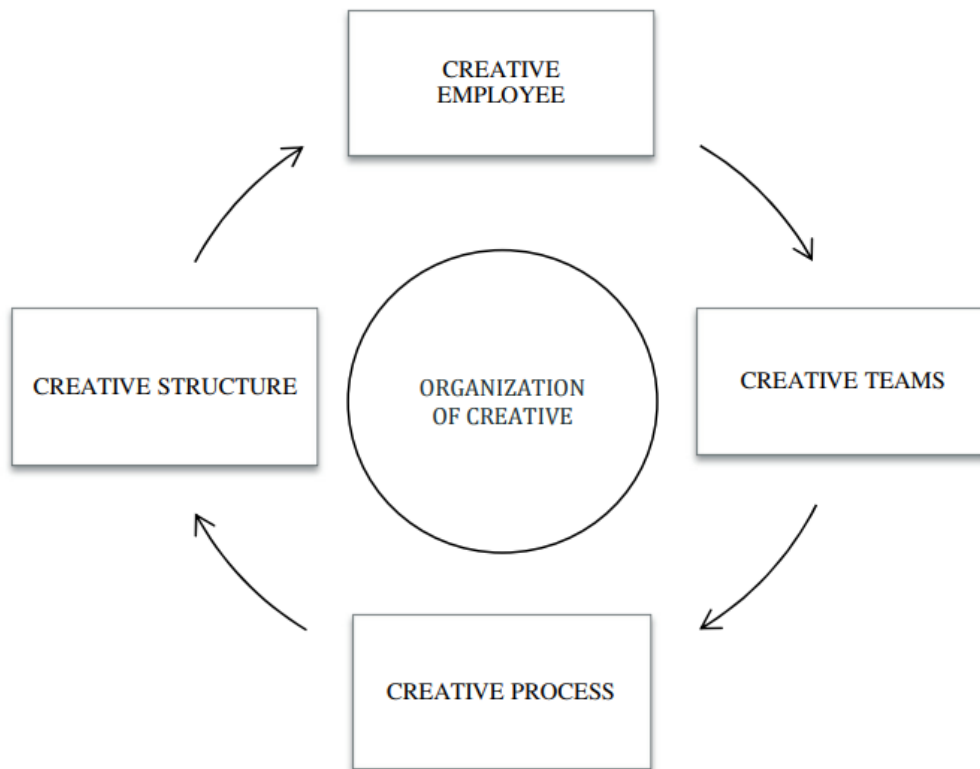 CREATIVE
EMPLOYEE
CREATIVE STRUCTURE
ORGANIZATION
OF CREATIVE
CREATIVE TEAMS
CREATIVE PROCESS